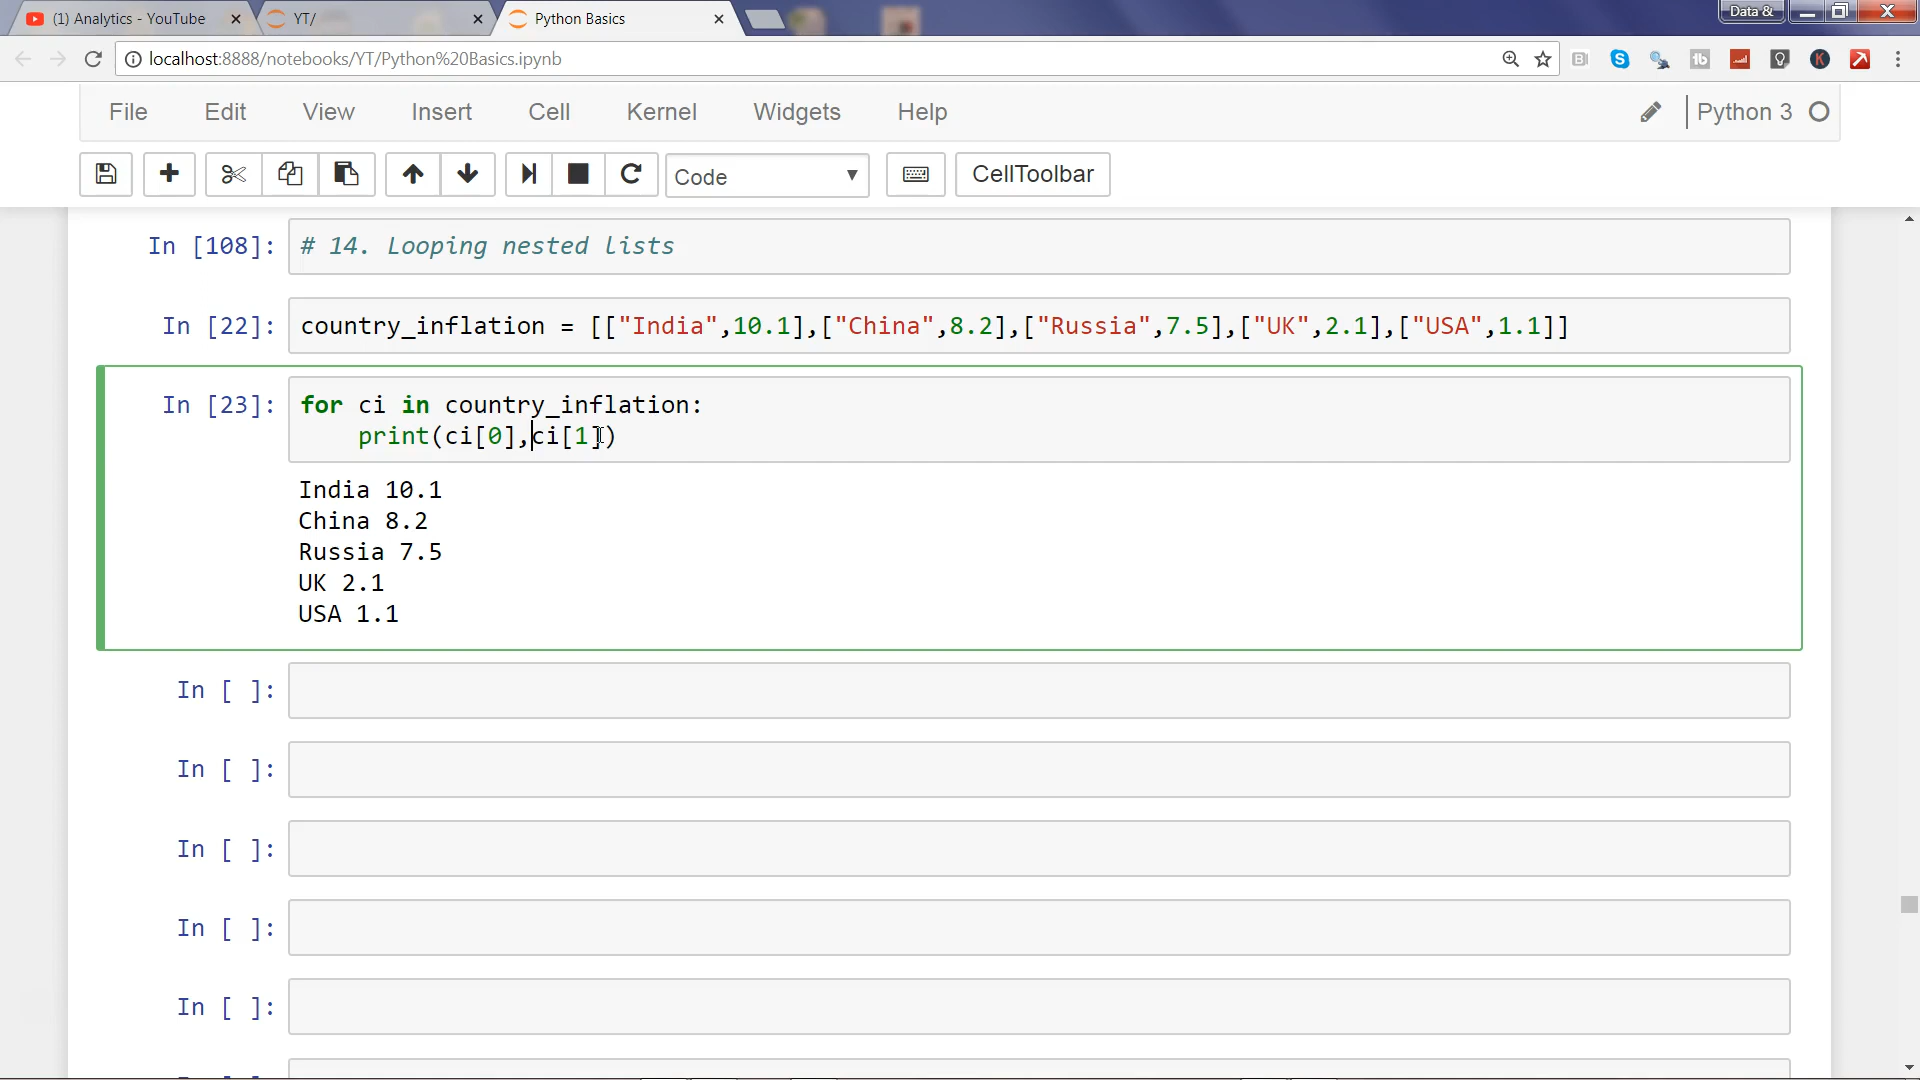 (1) Analytics - YouTube
YT/
Python Basics
Data &
localhost:8888/notebooks/YT/Python%20Basics.ipynb
File Edit View Insert Cell Kernel Widgets Help
Python 3
Code
CellToolbar
In [108]: # 14. Looping nested lists
In [22]: country_inflation = [["India",10.1],["China",8.2],["Russia",7.5],["UK",2.1],["USA",1.1]]
In [23]: for ci in country_inflation:
print(ci[0],ci[1])
India 10.1
China 8.2
Russia 7.5
UK 2.1
USA 1.1
In [ ]:
In [ ]:
In [ ]:
In [ ]:
In [ ]: